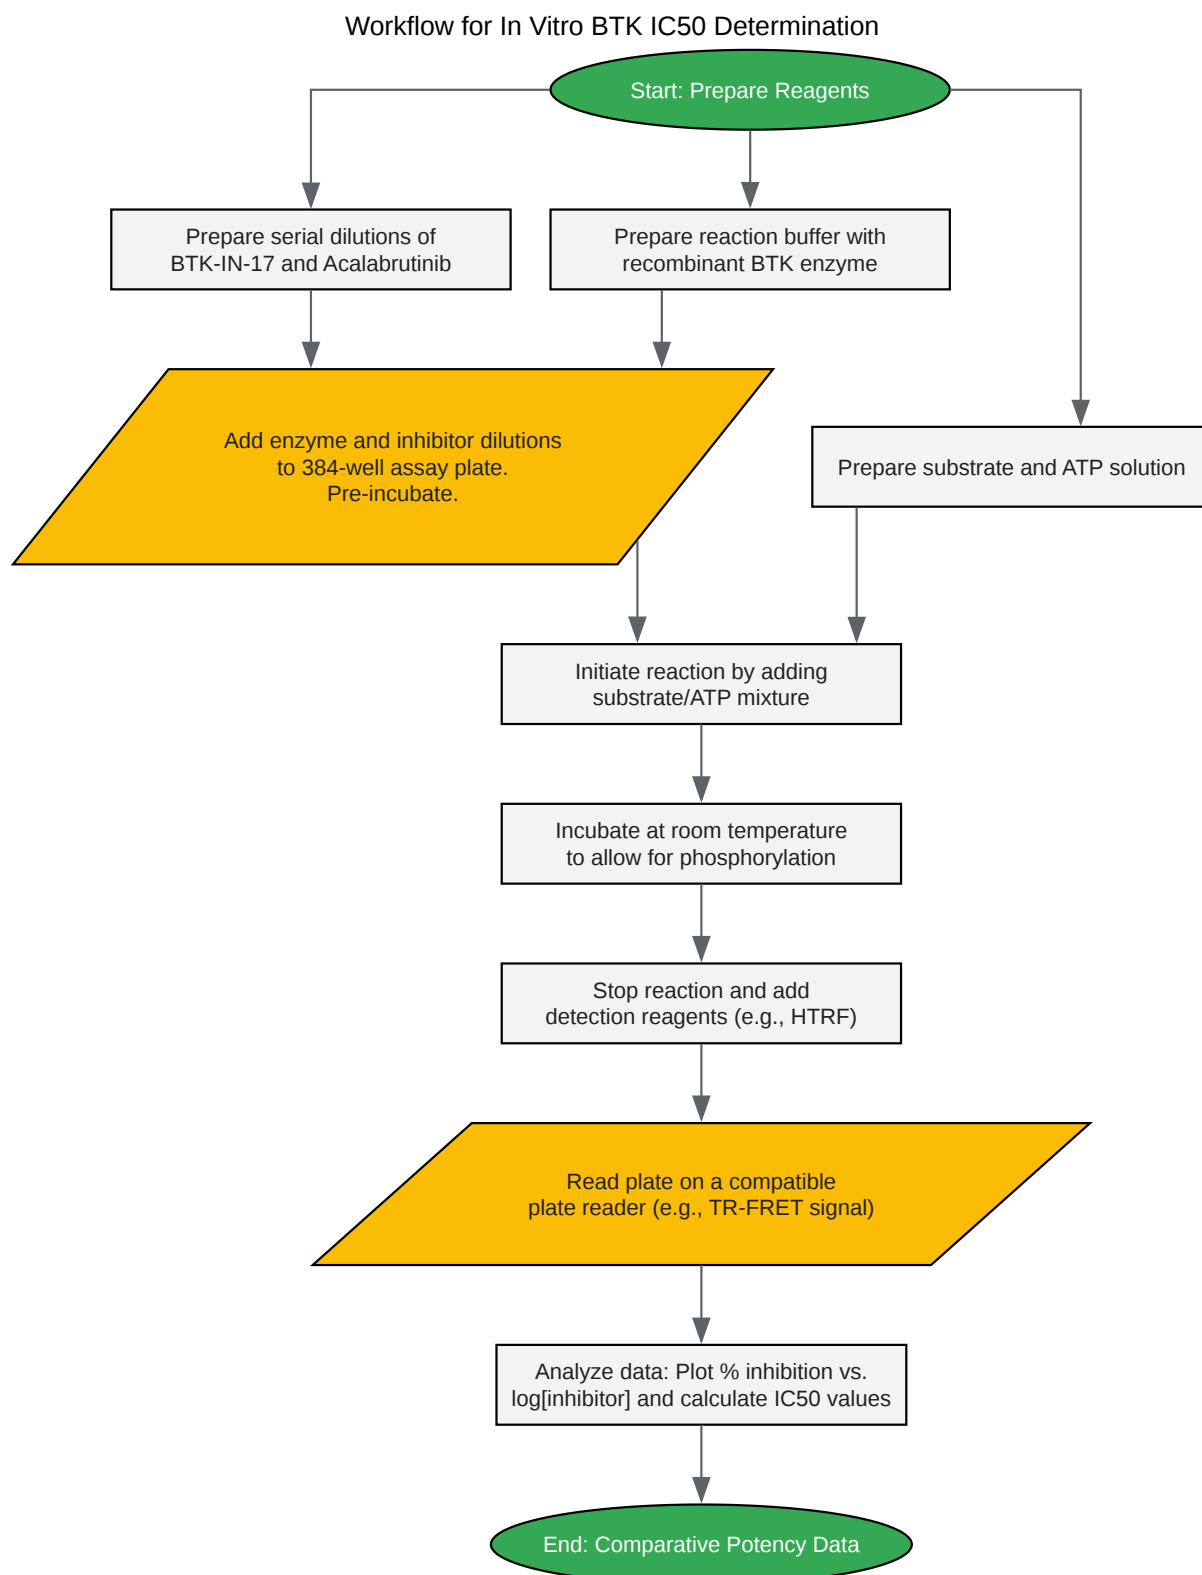 Workflow for In Vitro BTK IC50 Determination
Start: Prepare Reagents
Prepare serial dilutions of
BTK-IN-17 and Acalabrutinib
Prepare reaction buffer with
recombinant BTK enzyme
Add enzyme and inhibitor dilutions
to 384-well assay plate.
Pre-incubate.
Prepare substrate and ATP solution
Initiate reaction by adding
substrate/ATP mixture
Incubate at room temperature
to allow for phosphorylation
Stop reaction and add
detection reagents (e.g., HTRF)
Read plate on a compatible
plate reader (e.g., TR-FRET signal)
Analyze data: Plot % inhibition vs.
log[inhibitor] and calculate IC50 values
End: Comparative Potency Data